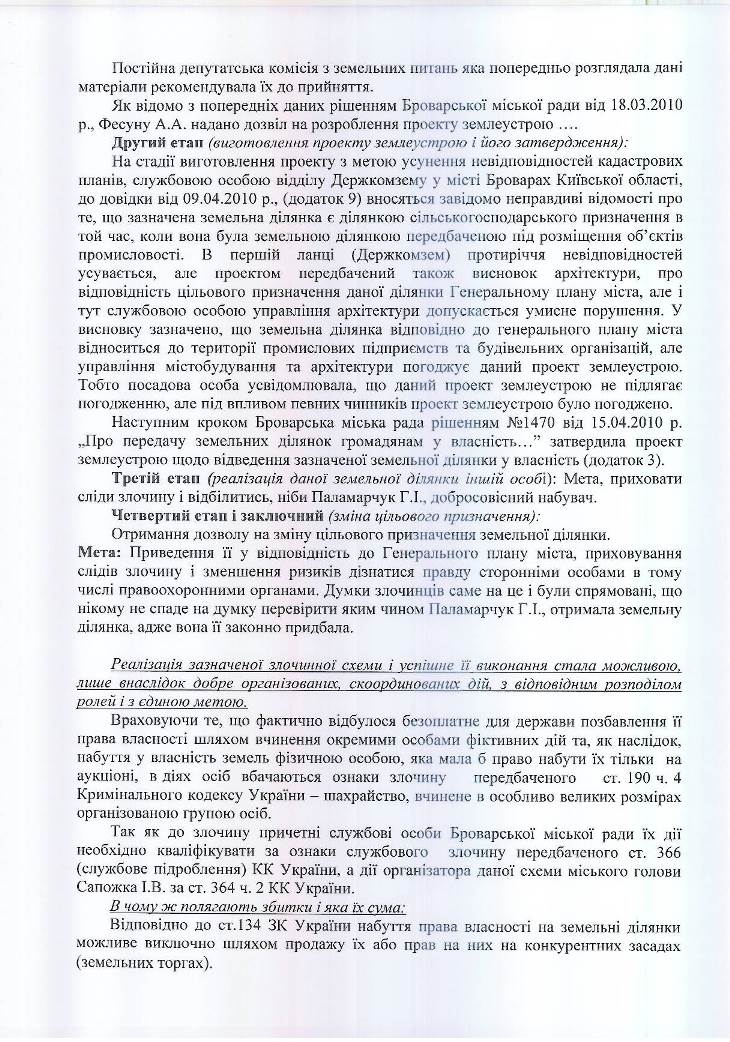 Постійна депутатська комісія з земельних питань яка попередньо розглядала дані
матеріали рекомендувала їх до прийняття.
Як відомо з попередніх даних рішенням Броварської міської ради від 18.03.2010
р., Фесуну А.А. надано дозвіл на розроблення проекту землеустрою ….
Другий етап (виготовлення проекту землеустрою і його затвердження):
На стадії виготовлення проекту з метою усунення невідповідностей кадастрових
планів, службовою особою відділу Держкомзему у місті Броварах Київської області,
до довідки від 09.04.2010 р., (додаток 9) вносяться завідомо неправдиві відомості про
те, що зазначена земельна ділянка є ділянкою сільськогосподарського призначення в
той час, коли вона була земельною ділянкою передбаченою під розміщення об’єктів
промисловості. В першій ланці (Держкомзем) протиріччя невідповідностей
усувається, але проектом передбачений також висновок архітектури, про
відповідність цільового призначення даної ділянки Генеральному плану міста, але і
тут службовою особою управління архітектури допускається умисне порушення. У
висновку зазначено, що земельна ділянка відповідно до генерального плану міста
відноситься до території промислових підприємств та будівельних організацій, але
управління містобудування та архітектури погоджує даний проект землеустрою.
Тобто посадова особа усвідомлювала, що даний проект землеустрою не підлягає
погодженню, але під впливом певних чинників проект землеустрою було погоджено.
Наступним кроком Броварська міська рада рішенням №1470 від 15.04.2010 р.
„Про передачу земельних ділянок громадянам у власність…” затвердила проект
землеустрою щодо відведення зазначеної земельної ділянки у власність (додаток 3).
Третій етап (реалізація даної земельної ділянки іншій особі): Мета, приховати
сліди злочину і відбілитись, ніби Паламарчук Г.І., добросовісний набувач.
Четвертий етап і заключний (зміна цільового призначення):
Отримання дозволу на зміну цільового призначення земельної ділянки.
Мета: Приведення її у відповідність до Генерального плану міста, приховування
слідів злочину і зменшення ризиків дізнатися правду сторонніми особами в тому
числі правоохоронними органами. Думки злочинців саме на це і були спрямовані, що
нікому не спаде на думку перевірити яким чином Паламарчук Г.І., отримала земельну
ділянка, адже вона її законно придбала.
Реалізація зазначеної злочинної схеми і успішне її виконання стала можливою,
лише внаслідок добре організованих, скоординованих дій, з відповідним розподілом
ролей і з єдиною метою.
Враховуючи те, що фактично відбулося безоплатне для держави позбавлення її
права власності шляхом вчинення окремими особами фіктивних дій та, як наслідок,
набуття у власність земель фізичною особою, яка мала б право набути їх тільки на
аукціоні, в діях осіб вбачаються ознаки злочину передбаченого ст. 190 ч. 4
Кримінального кодексу України – шахрайство, вчинене в особливо великих розмірах
організованою групою осіб.
Так як до злочину причетні службові особи Броварської міської ради їх дії
необхідно кваліфікувати за ознаки службового злочину передбаченого ст. 366
(службове підроблення) КК України, а дії організатора даної схеми міського голови
Сапожка І.В. за ст. 364 ч. 2 КК України.
В чому ж полягають збитки і яка їх сума:
Відповідно до ст.134 ЗК України набуття права власності на земельні ділянки
можливе виключно шляхом продажу їх або прав на них на конкурентних засадах
(земельних торгах).